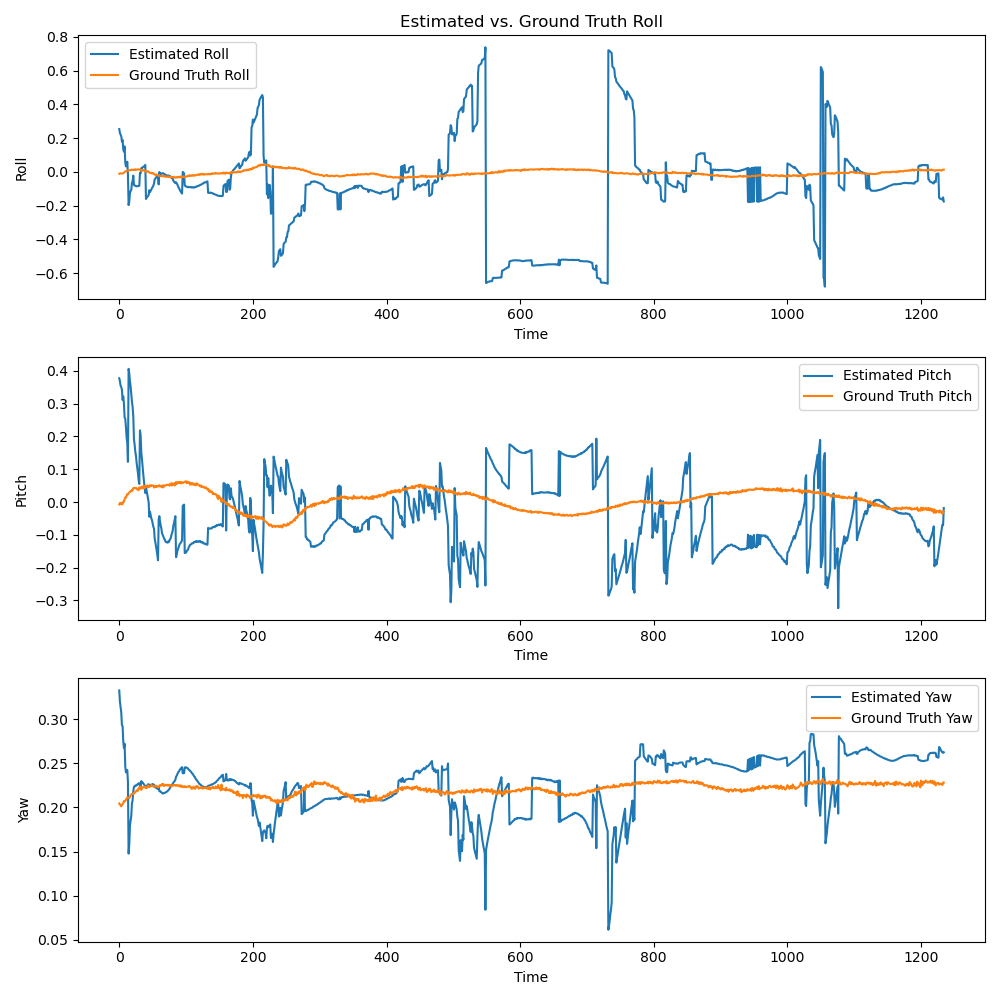 Estimated vs. Ground Truth Roll
Estimated Roll
Ground Truth Roll
Roll
0.8
0.6
0.4
0.2
0.0
−0.2
−0.4
−0.6
0 200 400 600 800 1000 1200
Time
Estimated Pitch
Ground Truth Pitch
Pitch
0.4
0.3
0.2
0.1
0.0
−0.1
−0.2
−0.3
0 200 400 600 800 1000 1200
Time
Estimated Yaw
Ground Truth Yaw
Yaw
0.30
0.25
0.20
0.15
0.10
0.05
0 200 400 600 800 1000 1200
Time